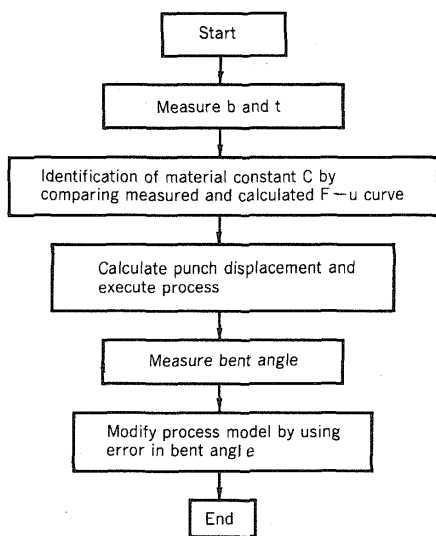 Start
Measure b and t
Identification of material constant C by
comparing measured and calculated F－u curve
Calculate punch displacement and
execute process
Measure bent angle
Modify process model by using
error in bent angle
End